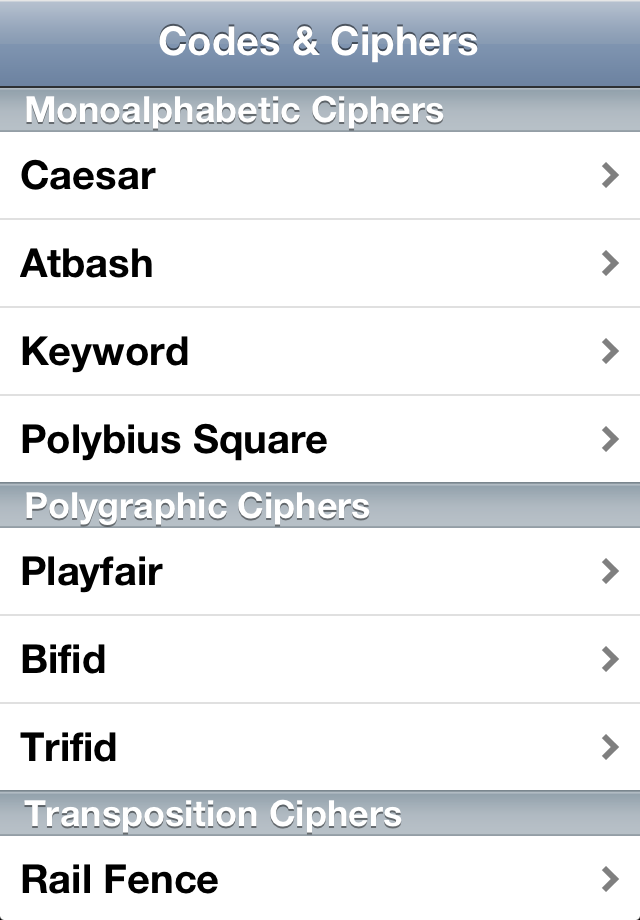 Codes & Ciphers
Monoalphabetic Ciphers
Caesar
Atbash
Keyword
Polybius Square
Polygraphic Ciphers
Playfair
Bifid
Trifid
Transposition Ciphers
Rail Fence